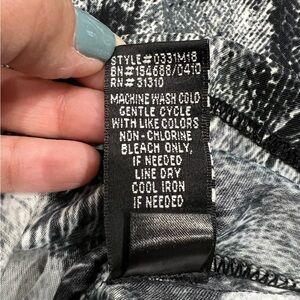 STYLE# 0331M18
BN# 154688/0410
RN# 31310
MACHINE WASH COLD
GENTLE CYCLE
WITH LIKE COLORS
NON-CHLORINE
BLEACH ONLY,
IF NEEDED
LINE DRY
COOL IRON
IF NEEDED